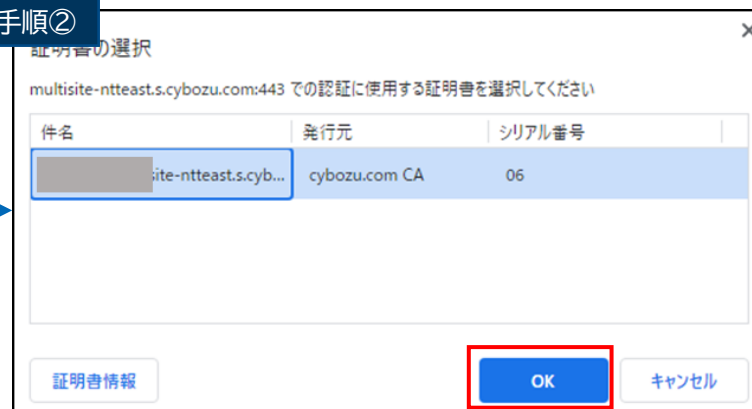 手順②
証明書の選択
multisite-ntteast.s.cybozu.com:443 での認証に使用する証明書を選択してください
件名 発行元 シリアル番号
site-ntteast.s.cyb... cybozu.com CA 06
証明書情報 OK キャンセル